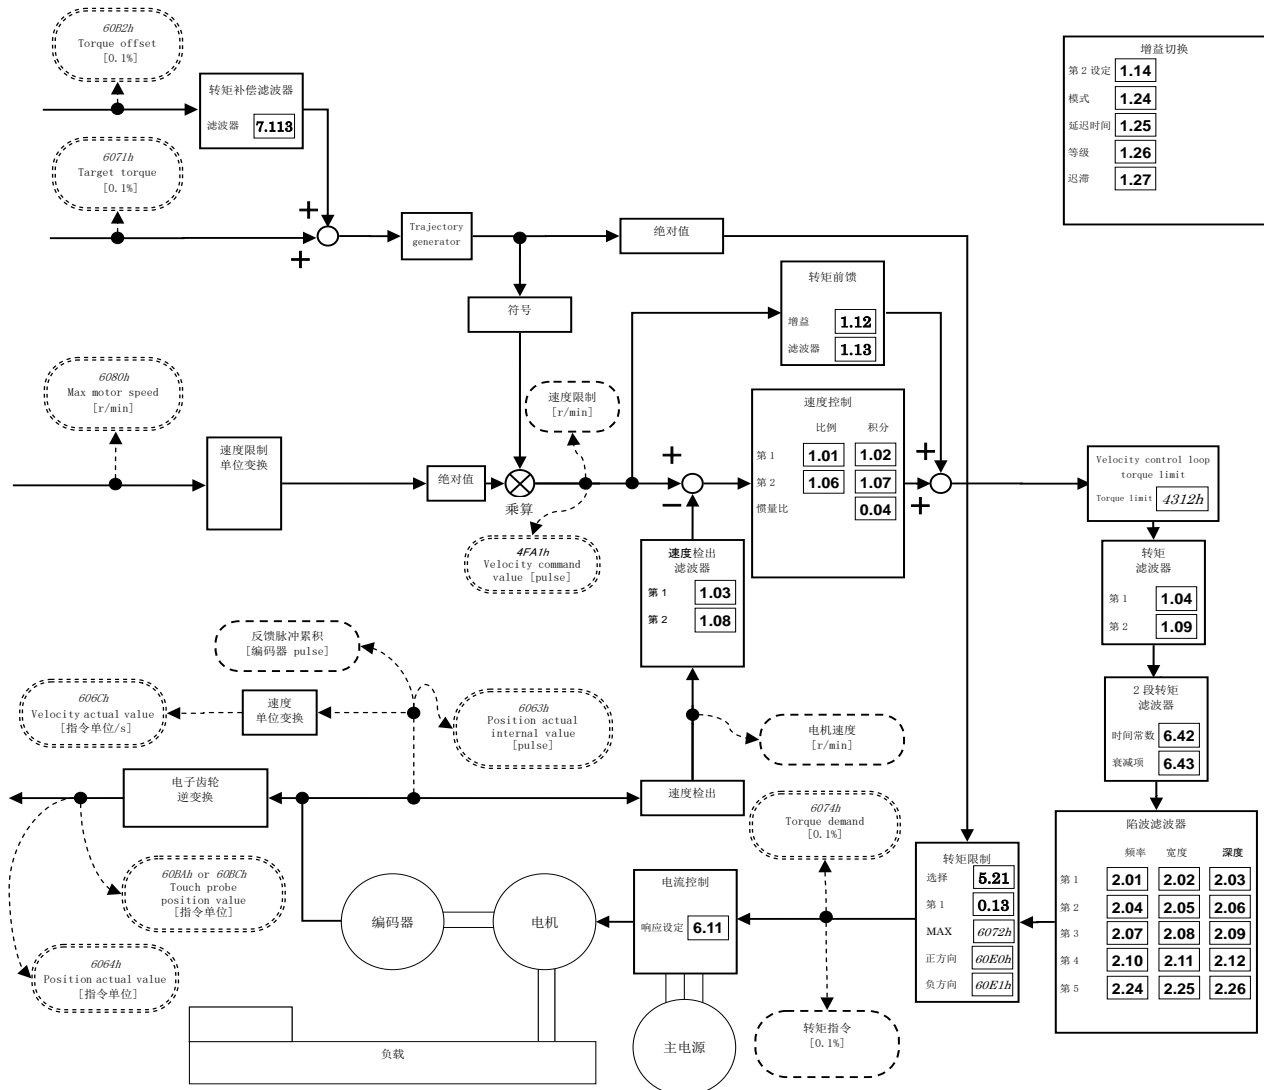 60B2h
Torque offset
[0.1%]
转矩补偿滤波器
滤波器 7.113
6071h
Target torque
[0.1%]
+
+
Trajectory
generator
绝对值
增益切换
第 2 设定 1.14
模式 1.24
延迟时间 1.25
等级 1.26
迟滞 1.27
符号
转矩前馈
增益 1.12
滤波器 1.13
6080h
Max motor speed
[r/min]
速度限制
单位变换
绝对值
乘算
速度限制
[r/min]
4FA1h
Velocity command
value [pulse]
+
−
速度控制
比例 积分
第 1 1.01 1.02
第 2 1.06 1.07
惯量比 0.04
+
+
Velocity control loop
torque limit
Torque limit 4312h
速度检出
滤波器
第 1 1.03
第 2 1.08
转矩
滤波器
第 1 1.04
第 2 1.09
反馈脉冲累积
[编码器 pulse]
606Ch
Velocity actual value
[指令单位/s]
速度
单位变换
6063h
Position actual
internal value
[pulse]
电机速度
[r/min]
2 段转矩
滤波器
时间常数 6.42
衰减项 6.43
电子齿轮
逆变换
速度检出
6074h
Torque demand
[0.1%]
陷波滤波器
频率 宽度 深度
第 1 2.01 2.02 2.03
第 2 2.04 2.05 2.06
第 3 2.07 2.08 2.09
第 4 2.10 2.11 2.12
第 5 2.24 2.25 2.26
转矩限制
选择 5.21
第 1 0.13
MAX 6072h
正方向 60E0h
负方向 60E1h
60BAh or 60BCh
Touch probe
position value
[指令单位]
编码器
电机
电流控制
响应设定 6.11
6064h
Position actual value
[指令单位]
转矩指令
[0.1%]
主电源
负载